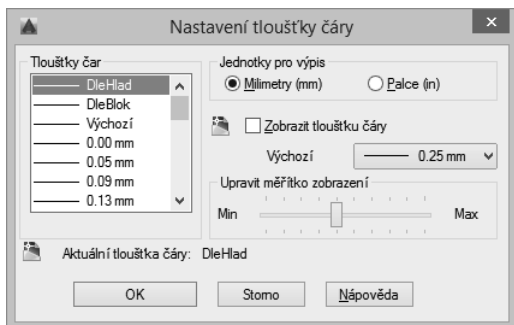 Nastavení tloušťky čáry
Tloušťky čar
DleHlad
DleBlok
Výchozí
0.00 mm
0.05 mm
0.09 mm
0.13 mm
Jednotky pro výpis
Milimetry (mm)
Palce (in)
Zobrazit tloušťku čáry
Výchozí
0.25 mm
Upravit měřítko zobrazení
Min
Max
Aktuální tloušťka čáry: DleHlad
OK
Storno
Nápověda